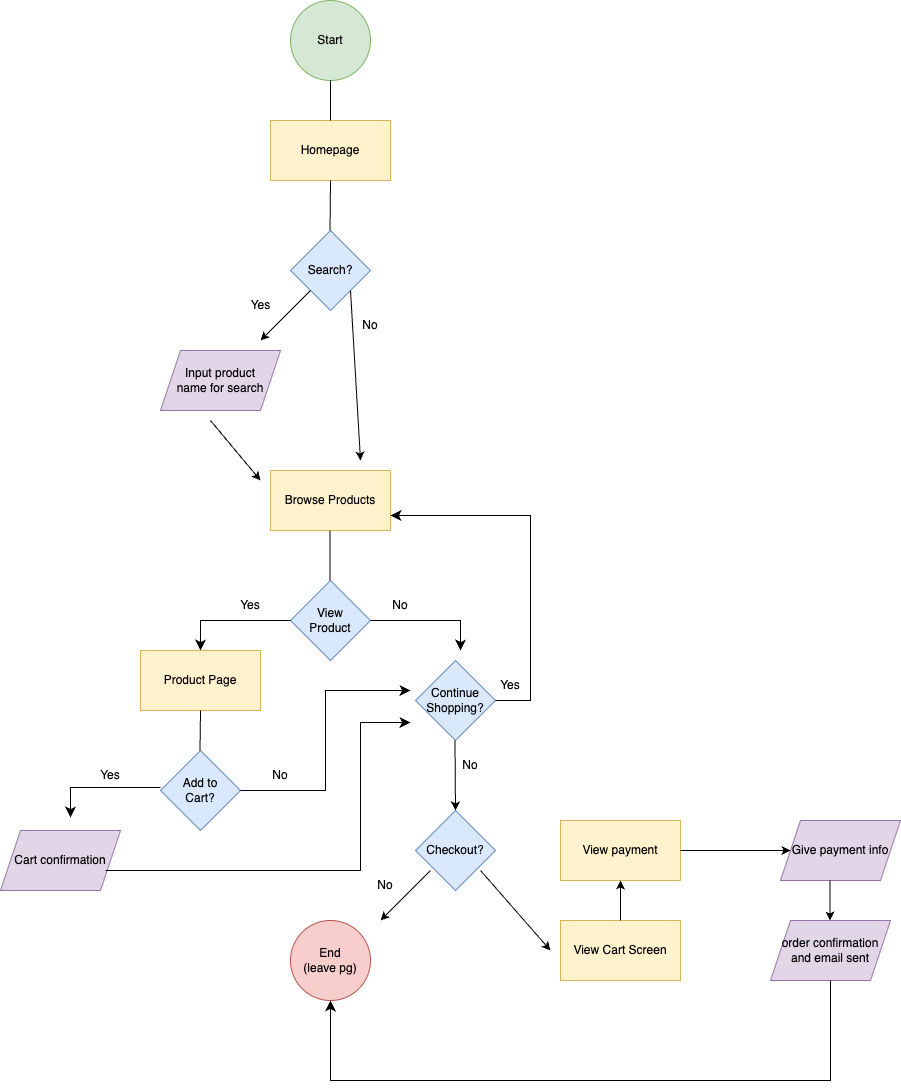 Start
Homepage
Search?
Yes
No
Input product
name for search
Browse Products
Yes
No
View
Product
Product Page
Continue
Shopping?
Yes
Yes
No
Add to
Cart?
No
Cart confirmation
Checkout?
View payment
Give payment info
No
End
(leave pg)
View Cart Screen
order confirmation
and email sent